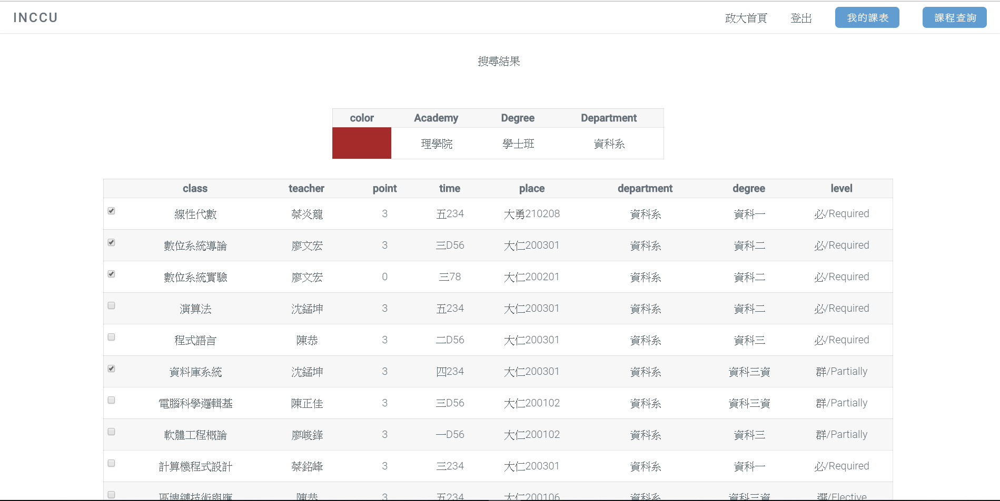 INCCU 政大首頁 登出 我的課表 課程查詢
搜尋結果
color Academy Degree Department
理學院 學士班 資科系
class teacher point time place department degree level
線性代數 蔡炎龍 3 五234 大勇210208 資科系 資科一 必/Required
數位系統導論 廖文宏 3 三D56 大仁200301 資科系 資科二 必/Required
數位系統實驗 廖文宏 0 三78 大仁200201 資科系 資科二 必/Required
演算法 沈錳坤 3 五234 大仁200301 資科系 資科二 必/Required
程式語言 陳恭 3 二D56 大仁200301 資科系 資科三 必/Required
資料庫系統 沈錳坤 3 四234 大仁200301 資科系 資科三資 群/Partially
電腦科學邏輯基 陳正佳 3 三D56 大仁200102 資科系 資科三資 群/Partially
軟體工程概論 廖峻鋒 3 一D56 大仁200102 資科系 資科三 群/Partially
計算機程式設計 蔡銘峰 3 三234 大仁200301 資科系 資科一 必/Required
區塊鏈技術與應 陳恭 3 五234 大仁200106 資科系 資科三資 選/Elective